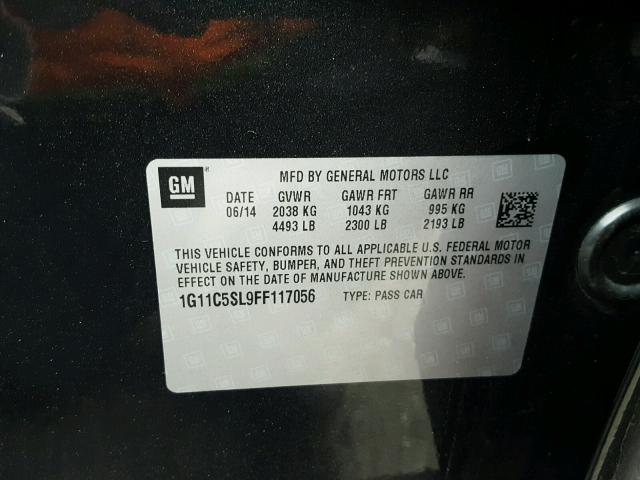 GM
MFD BY GENERAL MOTORS LLC
DATE GVWR GAWR FRT GAWR RR
06/14 2038 KG 1043 KG 995 KG
4493 LB 2300 LB 2193 LB
THIS VEHICLE CONFORMS TO ALL APPLICABLE U.S. FEDERAL MOTOR
VEHICLE SAFETY, BUMPER, AND THEFT PREVENTION STANDARDS IN
EFFECT ON THE DATE OF MANUFACTURE SHOWN ABOVE.
1G11C5SL9FF117056 TYPE: PASS CAR